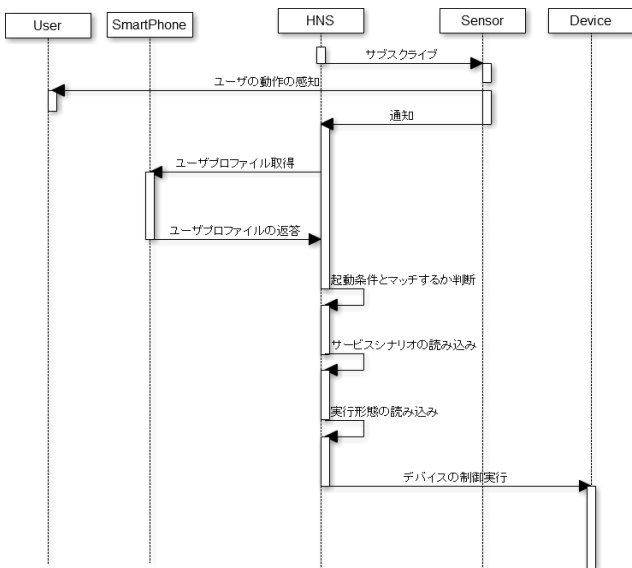 User
SmartPhone
HNS
Sensor
Device
サブスクライブ
ユーザの動作の感知
通知
ユーザプロファイル取得
ユーザプロファイルの返答
起動条件とマッチするか判断
サービスシナリオの読み込み
実行形態の読み込み
デバイスの制御実行